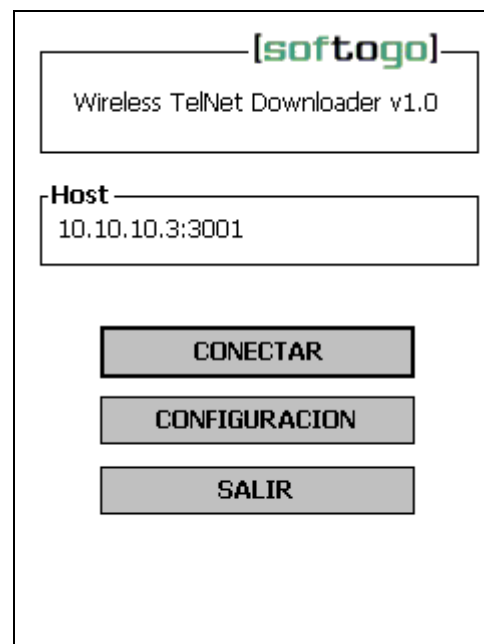 [softogo]
Wireless TelNet Downloader v1.0
Host
10.10.10.3:3001
CONECTAR
CONFIGURACION
SALIR